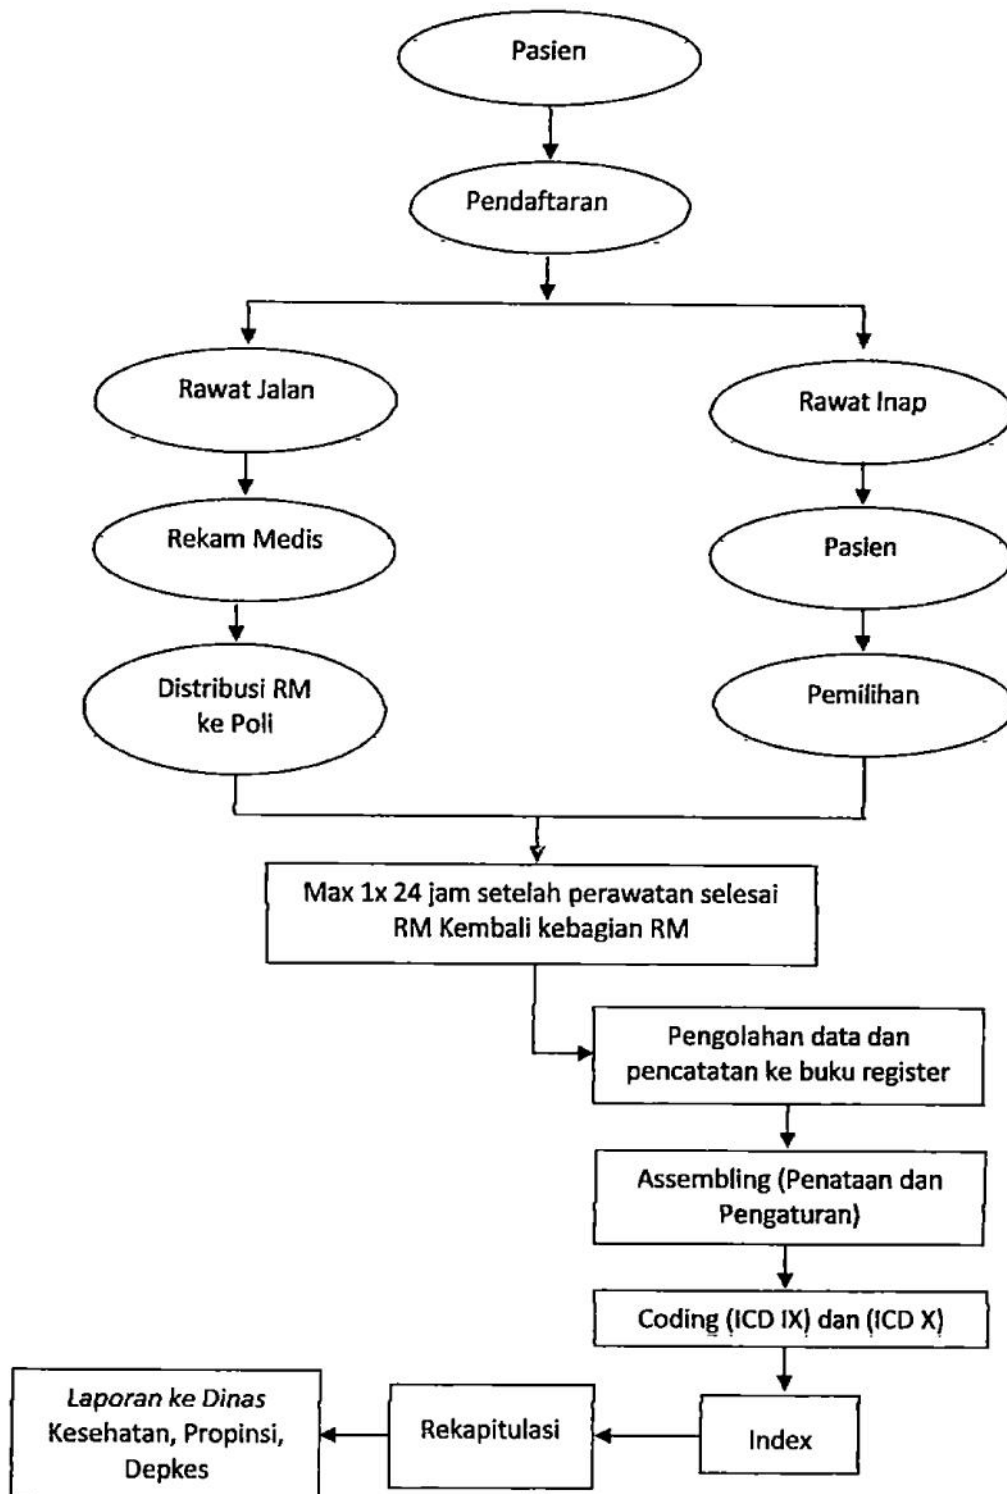 Pasien
Pendaftaran
Rawat Jalan
Rawat Inap
Rekam Medis
Pasien
Distribusi RM
ke Poli
Pemilihan
Max 1x 24 jam setelah perawatan selesai
RM Kembali kebagian RM
Pengolahan data dan
pencatatan ke buku register
Assembling (Penataan dan
Pengaturan)
Coding (ICD IX) dan (ICD X)
Laporan ke Dinas
Kesehatan, Propinsi,
Depkes
Rekapitulasi
Index